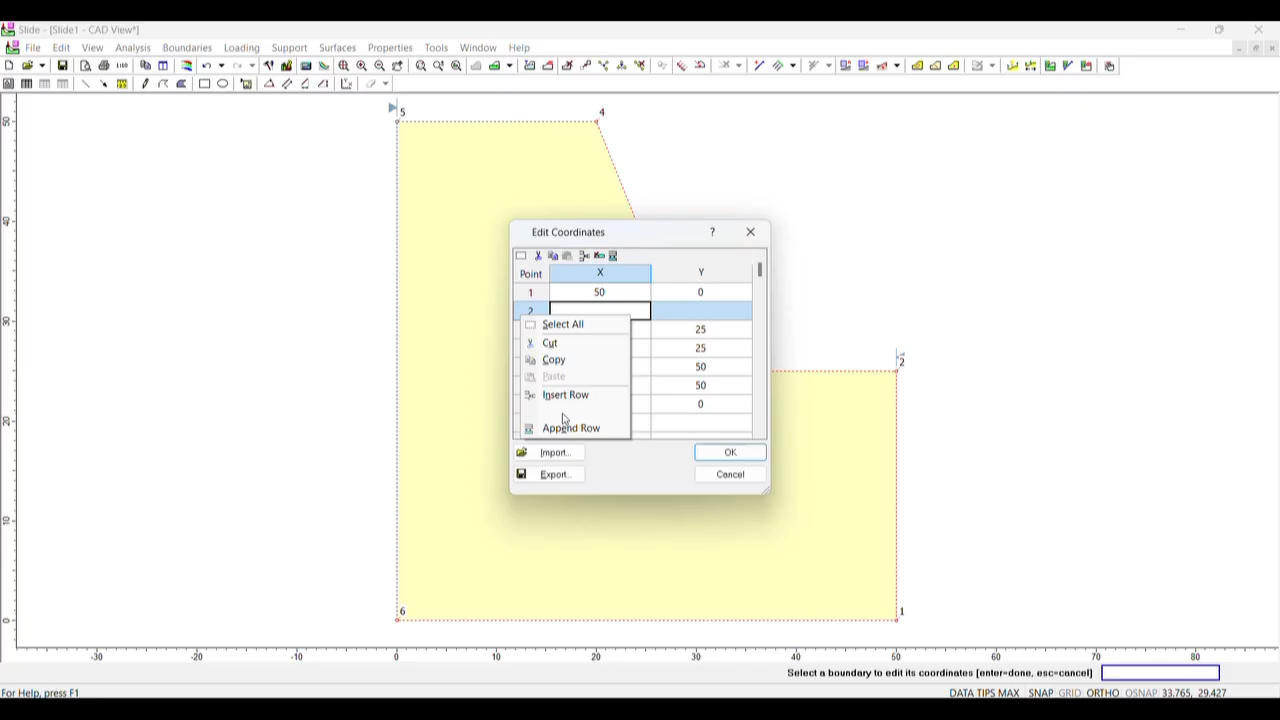 Slide - [Slide1 - CAD View*]
File Edit View Analysis Boundaries Loading Support Surfaces Properties Tools Window Help
5 4
50
40
30
20
10
0
Edit Coordinates ?
Point X Y
1 50 0
2
Select All
25
Cut
25
Copy
50
Paste
50
Insert Row
0
Append Row
Import... OK
Export... Cancel
2
6 1
-30 -20 -10 0 10 20 30 40 50 60 70 80
Select a boundary to edit its coordinates [enter=done, esc=cancel]
For Help, press F1 DATA TIPS MAX SNAP GRID ORTHO OSNAP 33.765, 29.427